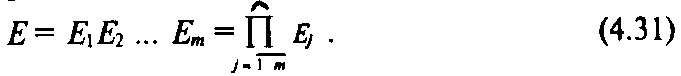 E = E₁E₂ ... Eₘ = ∏⏜_{j = 1 m} Eⱼ . (4.31)